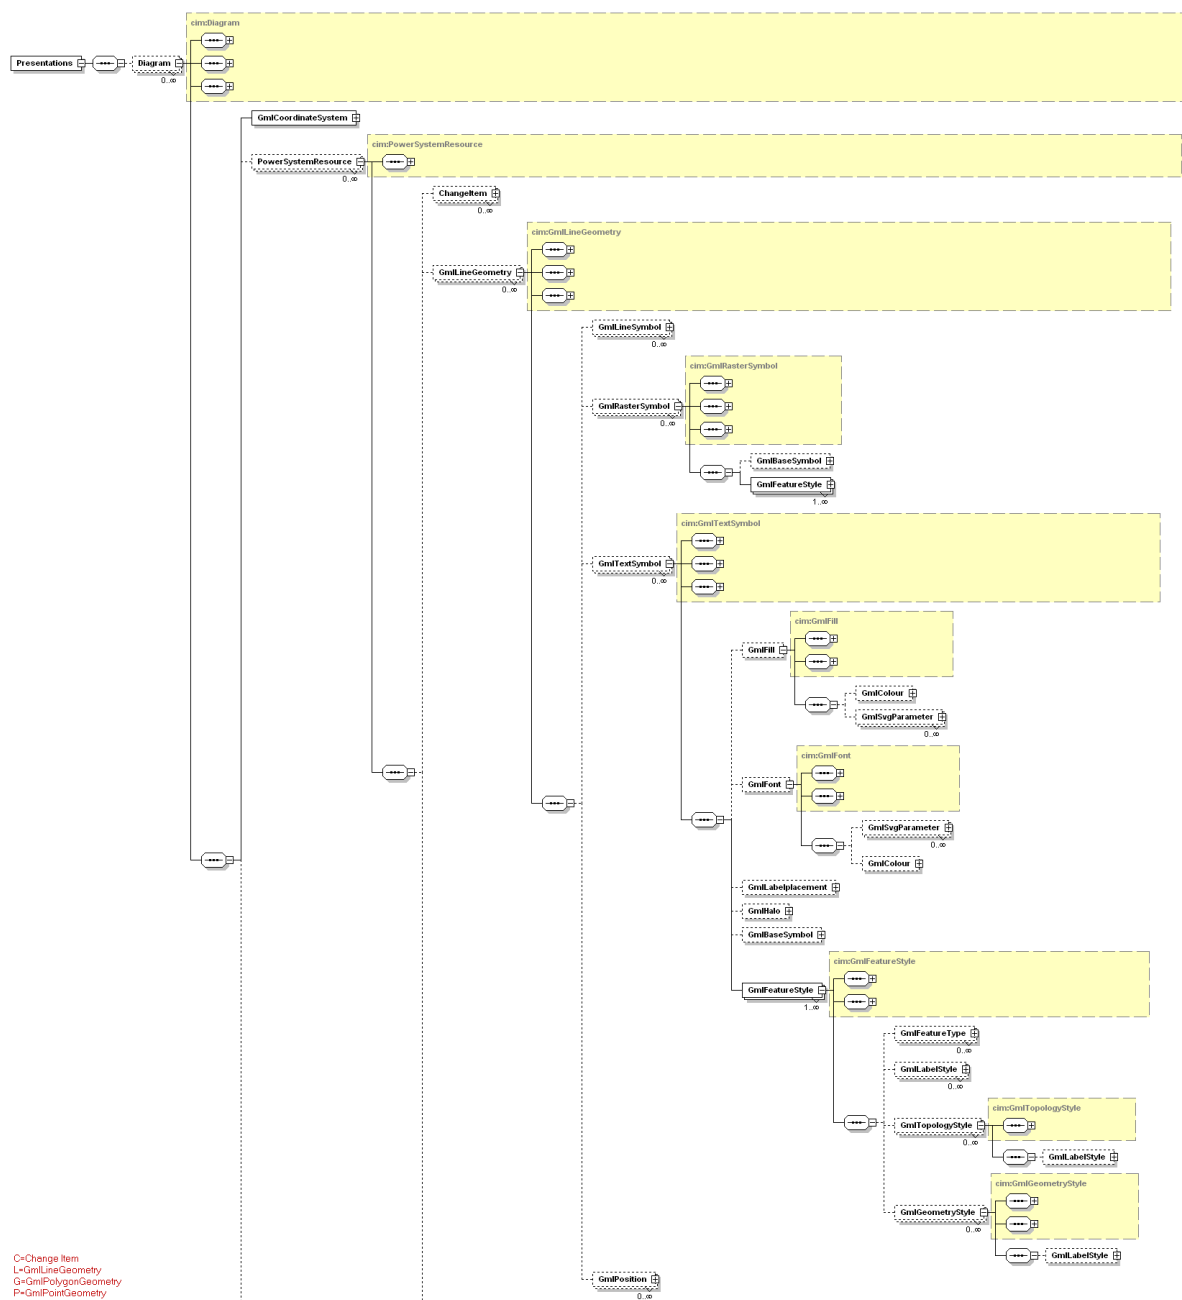 cim:Diagram
Presentations
Diagram
0..∞
GmlCoordinateSystem
cim:PowerSystemResource
PowerSystemResource
0..∞
ChangeItem
0..∞
cim:GmlLineGeometry
GmlLineGeometry
0..∞
GmlLineSymbol
0..∞
cim:GmlRasterSymbol
GmlRasterSymbol
0..∞
GmlBaseSymbol
GmlFeatureStyle
1..∞
cim:GmlTextSymbol
GmlTextSymbol
0..∞
cim:GmlFill
GmlFill
GmlColour
GmlSvgParameter
0..∞
cim:GmlFont
GmlFont
GmlSvgParameter
0..∞
GmlColour
GmlLabelplacement
GmlHalo
GmlBaseSymbol
cim:GmlFeatureStyle
GmlFeatureStyle
1..∞
GmlFeatureType
0..∞
GmlLabelStyle
0..∞
cim:GmlTopologyStyle
GmlTopologyStyle
0..∞
GmlLabelStyle
cim:GmlGeometryStyle
GmlGeometryStyle
0..∞
GmlLabelStyle
C=Change Item
L=GmlLineGeometry
G=GmlPolygonGeometry
P=GmlPointGeometry
GmlPosition
0..∞